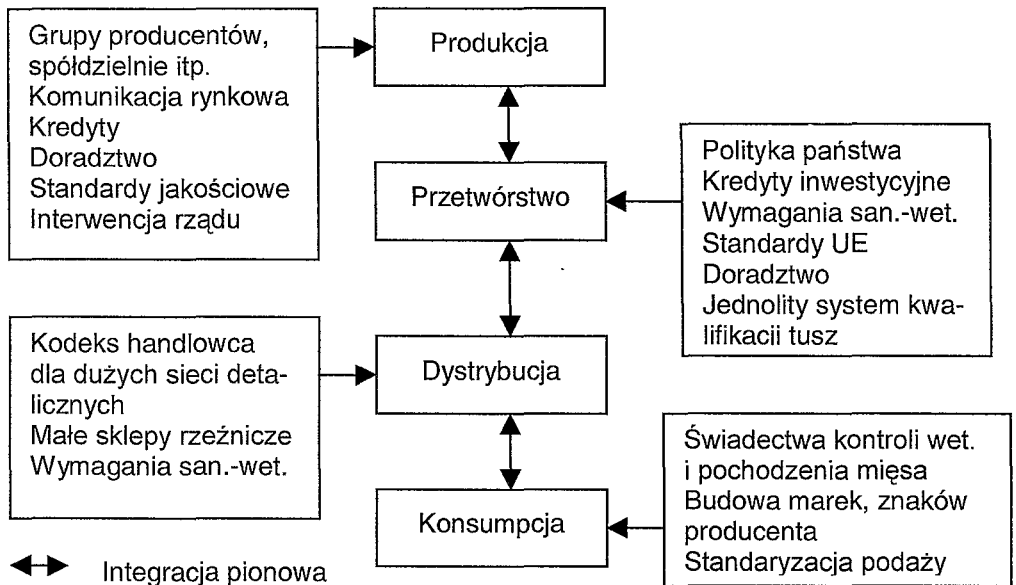 Grupy producentów,
spółdzielnie itp.
Komunikacja rynkowa
Kredyty
Doradztwo
Standardy jakościowe
Interwencja rządu
Produkcja
Przetwórstwo
Polityka państwa
Kredyty inwestycyjne
Wymagania san.-wet.
Standardy UE
Doradztwo
Jednolity system kwa-
lifikacii tusz
Kodeks handlowca
dla dużych sieci deta-
licznych
Małe sklepy rzeźnicze
Wymagania san.-wet.
Dystrybucja
Konsumpcja
Świadectwa kontroli wet.
i pochodzenia mięsa
Budowa marek, znaków
producenta
Standaryzacja podaży
Integracja pionowa